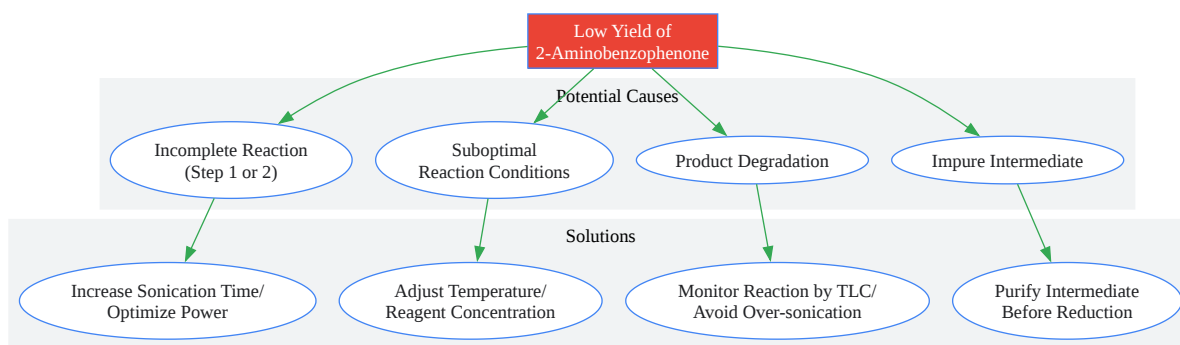 Low Yield of
2-Aminobenzophenone
Potential Causes
Incomplete Reaction
(Step 1 or 2)
Suboptimal
Reaction Conditions
Product Degradation
Impure Intermediate
Solutions
Increase Sonication Time/
Optimize Power
Adjust Temperature/
Reagent Concentration
Monitor Reaction by TLC/
Avoid Over-sonication
Purify Intermediate
Before Reduction